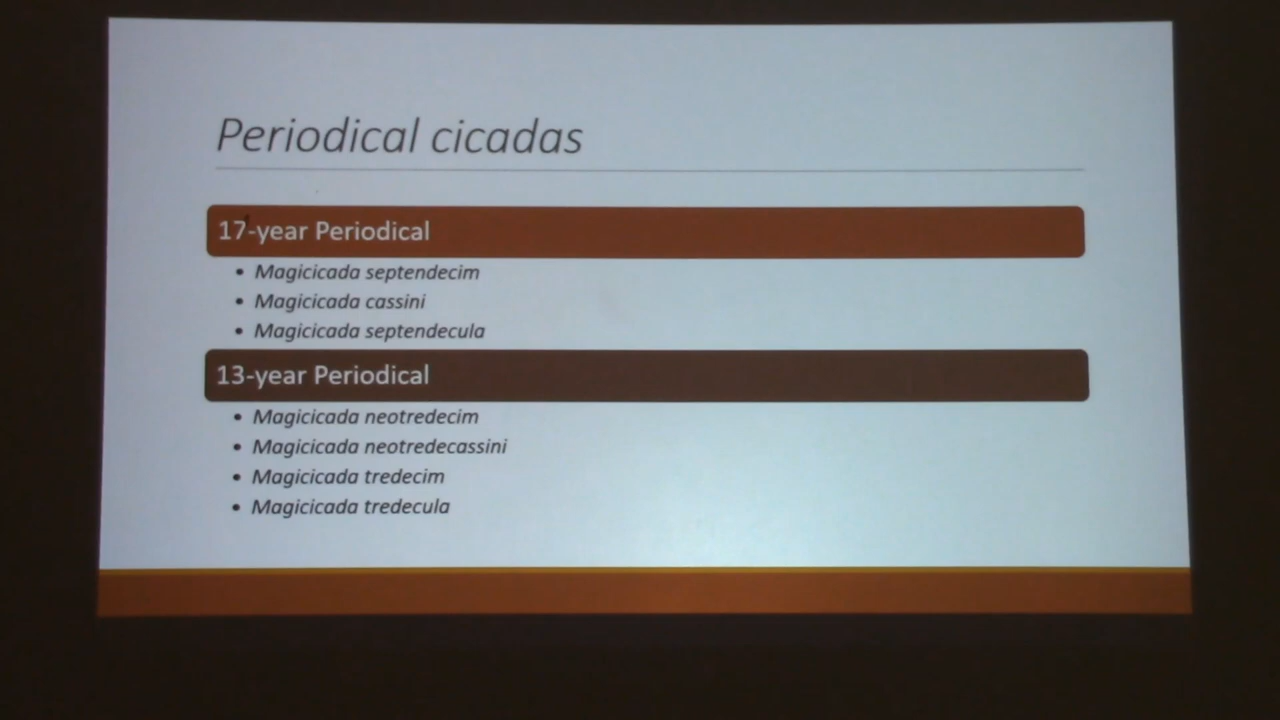 Periodical cicadas
17-year Periodical
• Magicicada septendecim
• Magicicada cassini
• Magicicada septendecula
13-year Periodical
• Magicicada neotredecim
• Magicicada neotredecassini
• Magicicada tredecim
• Magicicada tredecula